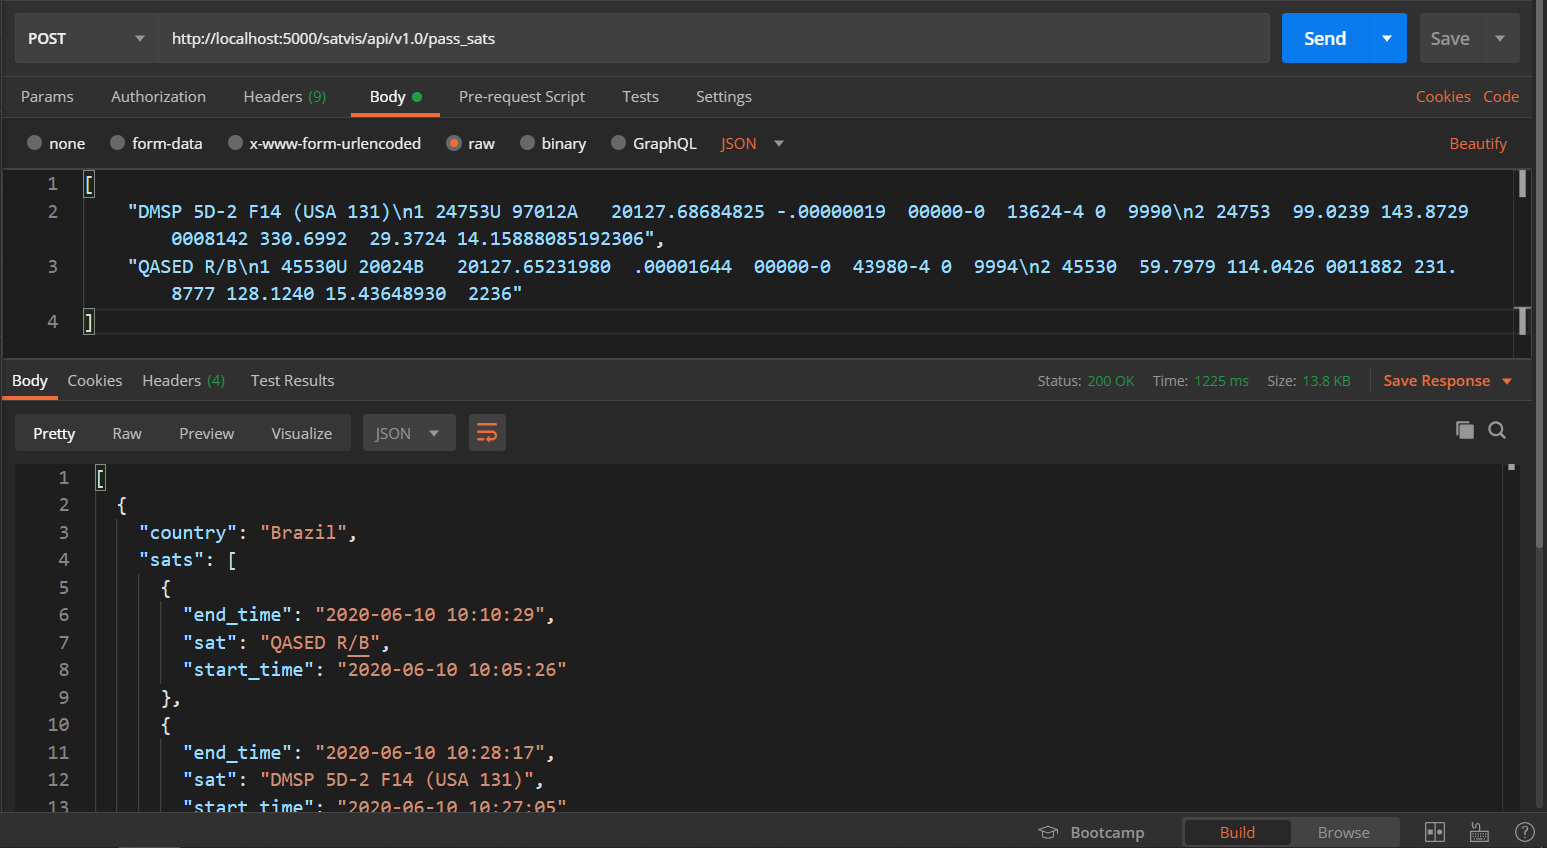 POST http://localhost:5000/satvis/api/v1.0/pass_sats Send Save
Params Authorization Headers (9) Body Pre-request Script Tests Settings Cookies Code
none form-data x-www-form-urlencoded raw binary GraphQL JSON Beautify
1 [
2 "DMSP 5D-2 F14 (USA 131)\n1 24753U 97012A   20127.68684825 -.00000019  00000-0  13624-4 0  9990\n2 24753  99.0239 143.8729
0008142 330.6992  29.3724 14.15888085192306",
3 "QASED R/B\n1 45530U 20024B   20127.65231980  .00001644  00000-0  43980-4 0  9994\n2 45530  59.7979 114.0426 0011882 231.
8777 128.1240 15.43648930  2236"
4 ]
Body Cookies Headers (4) Test Results Status: 200 OK Time: 1225 ms Size: 13.8 KB Save Response
Pretty Raw Preview Visualize JSON
1 [
2 {
3 "country": "Brazil",
4 "sats": [
5 {
6 "end_time": "2020-06-10 10:10:29",
7 "sat": "QASED R/B",
8 "start_time": "2020-06-10 10:05:26"
9 },
10 {
11 "end_time": "2020-06-10 10:28:17",
12 "sat": "DMSP 5D-2 F14 (USA 131)",
13 "start_time": "2020-06-10 10:27:05"
Bootcamp Build Browse